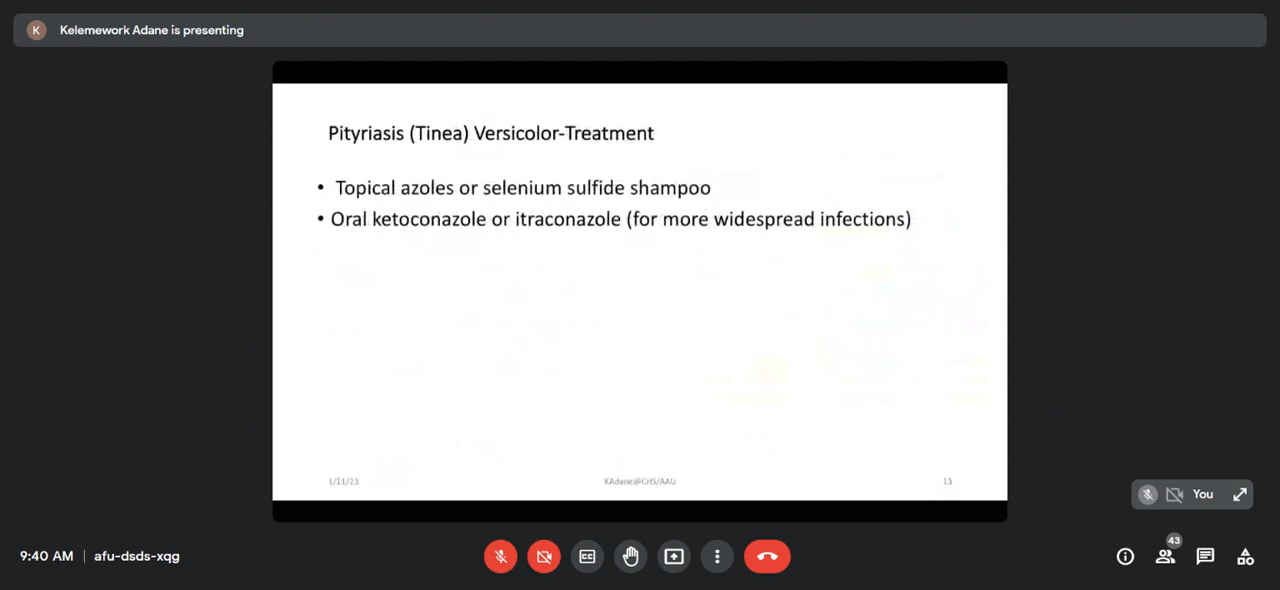 K
Kelemework Adane is presenting
Pityriasis (Tinea) Versicolor-Treatment
• Topical azoles or selenium sulfide shampoo
• Oral ketoconazole or itraconazole (for more widespread infections)
1/11/23 KAdane@CHS/AAU 13
You
43
9:40 AM | afu-dsds-xqg
CC